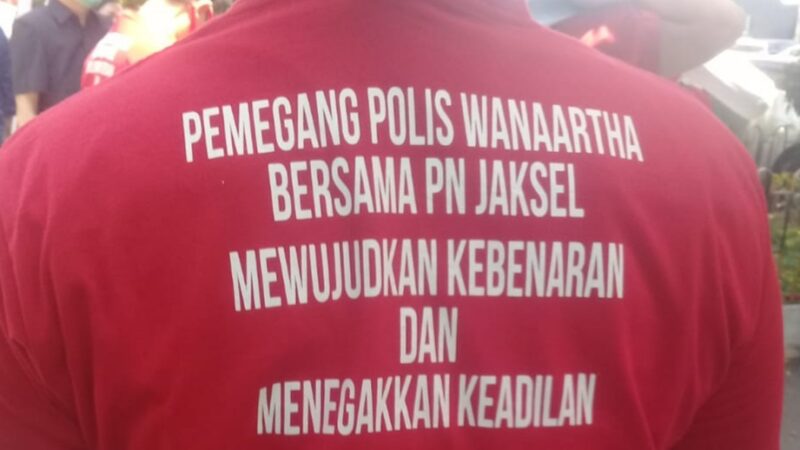 PEMEGANG POLIS WANAARTHA
BERSAMA PN JAKSEL
MEWUJUDKAN KEBENARAN
DAN
MENEGAKKAN KEADILAN